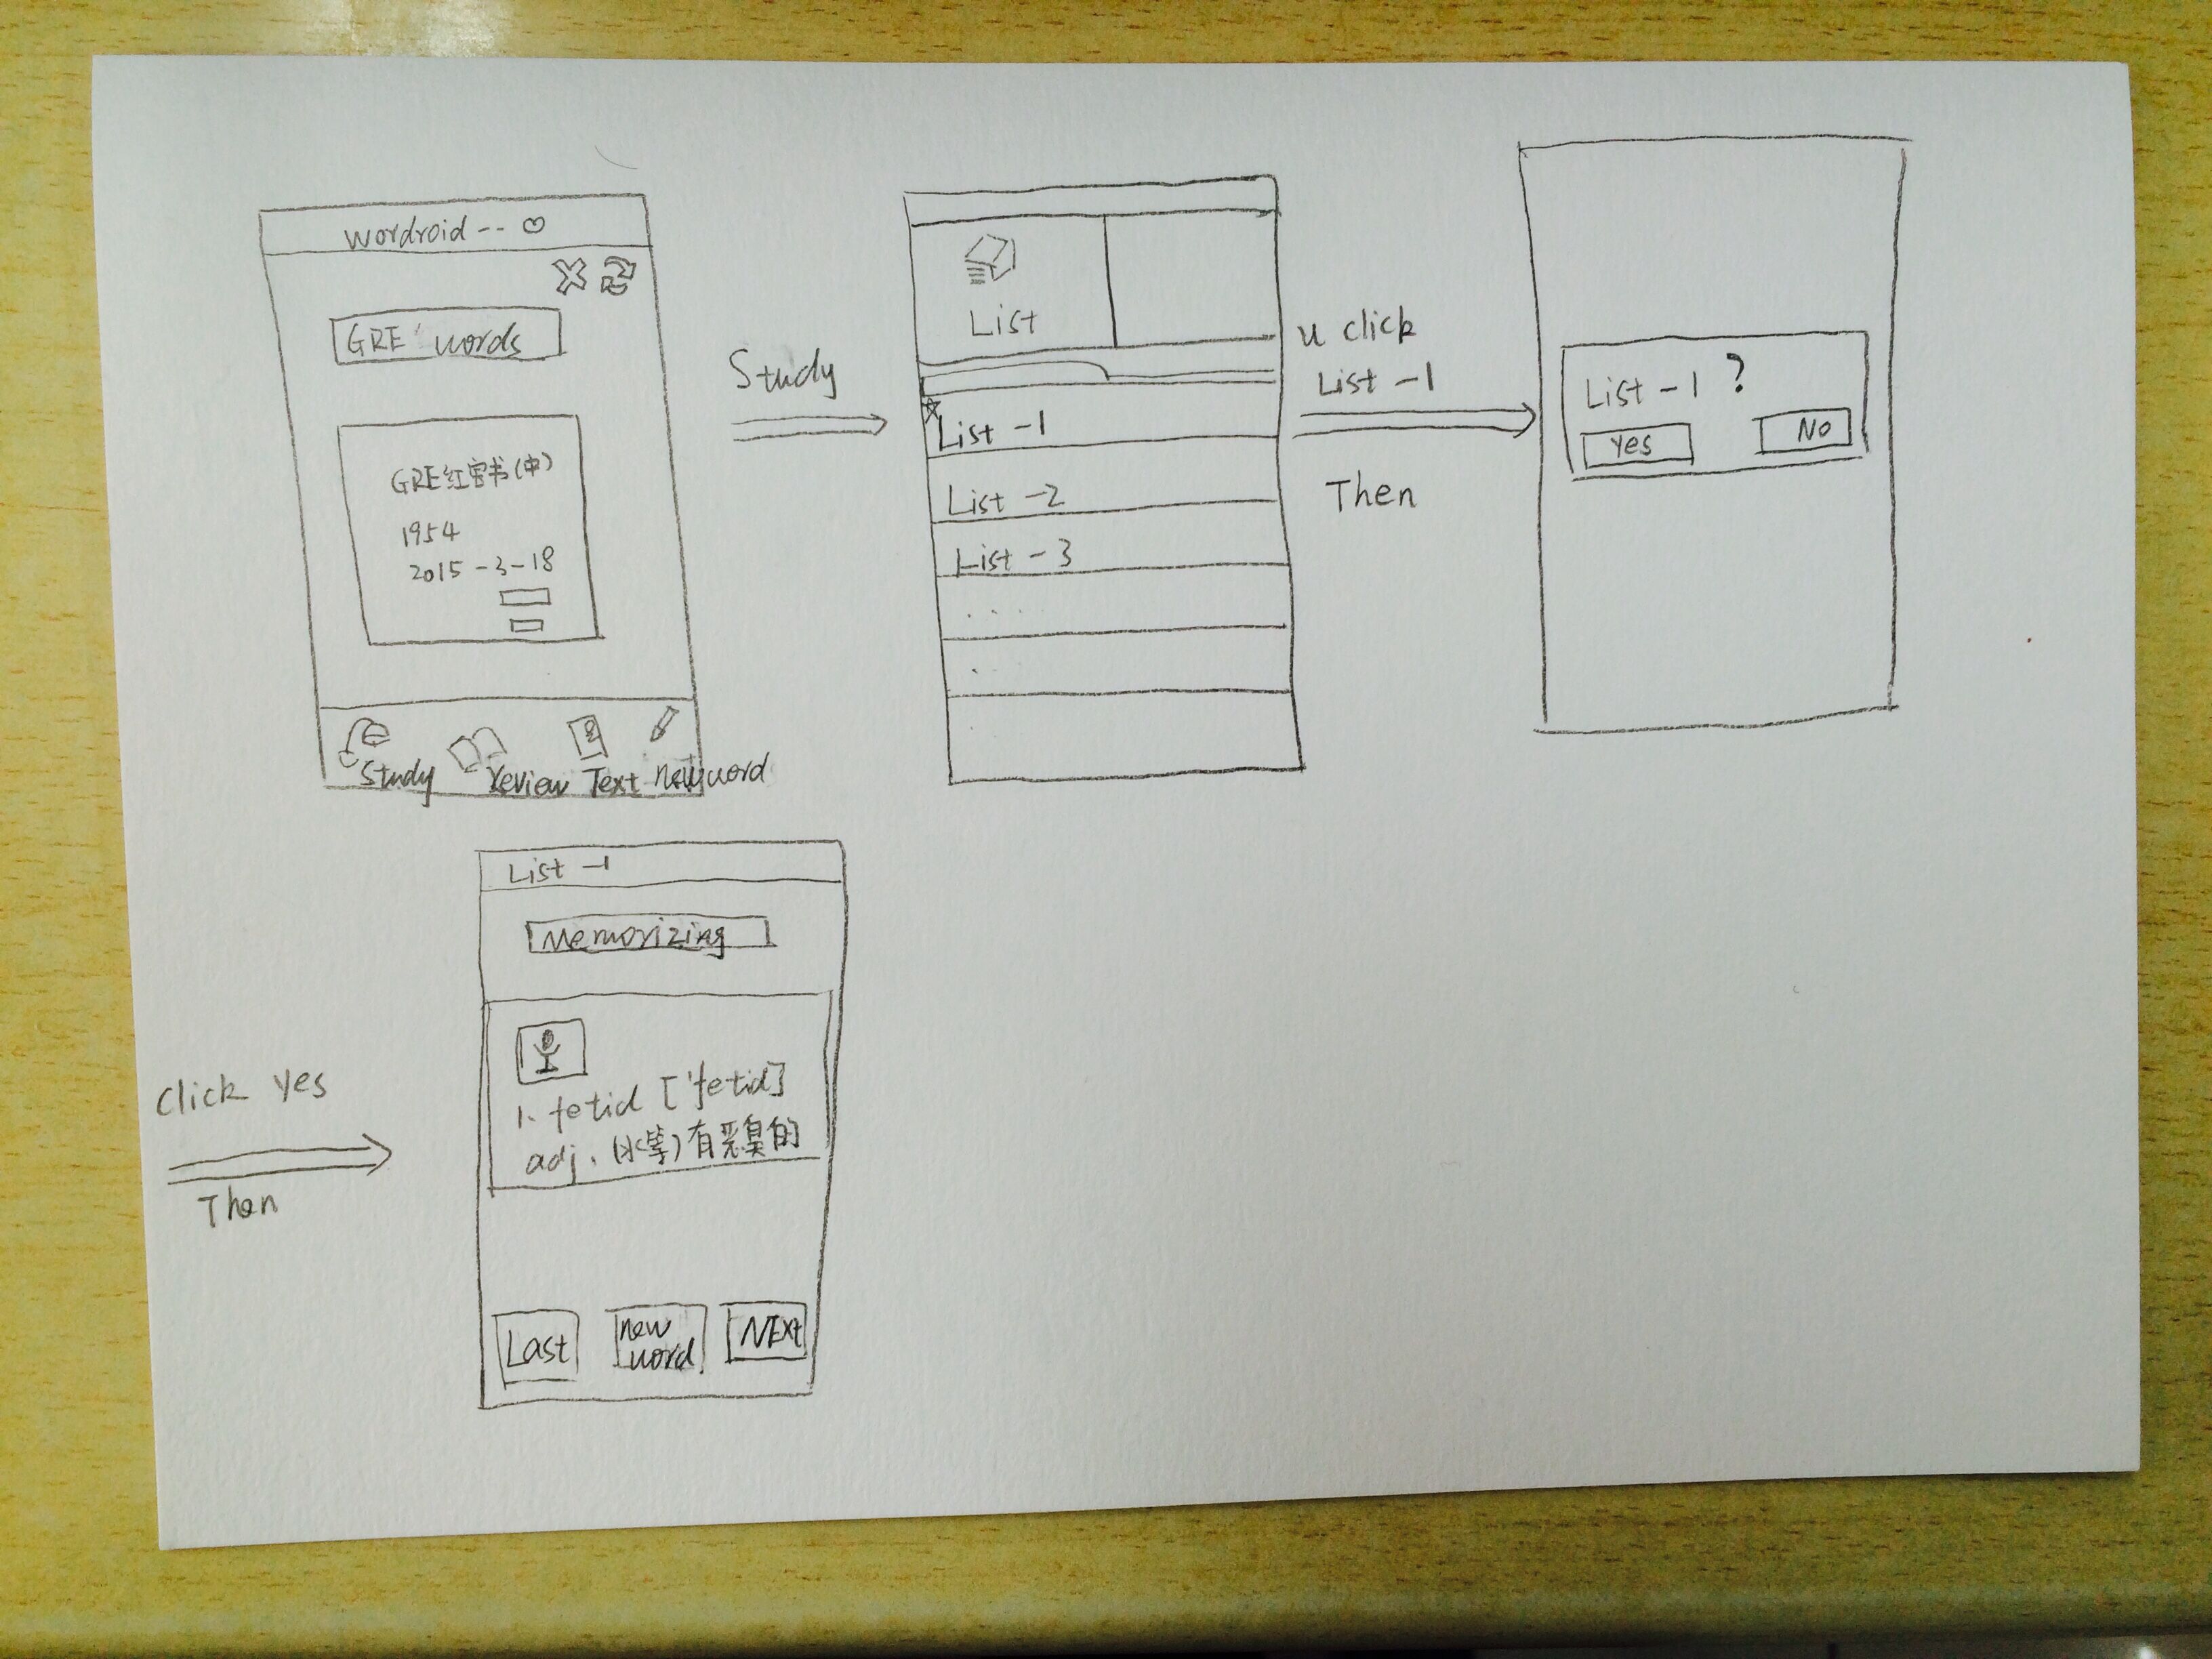 wordroid--
GRE words
GRE红宝书(中)
1954
2015-3-18
Study
review
Text
new word
Study
List
List -1
List -2
List -3
....
.
.
u click
List -1
Then
List -1 ?
Yes
No
Click Yes
Then
List -1
Memorizing
1. fetid ['fetid]
adj. (水等)有恶臭的
Last
new
word
NExt